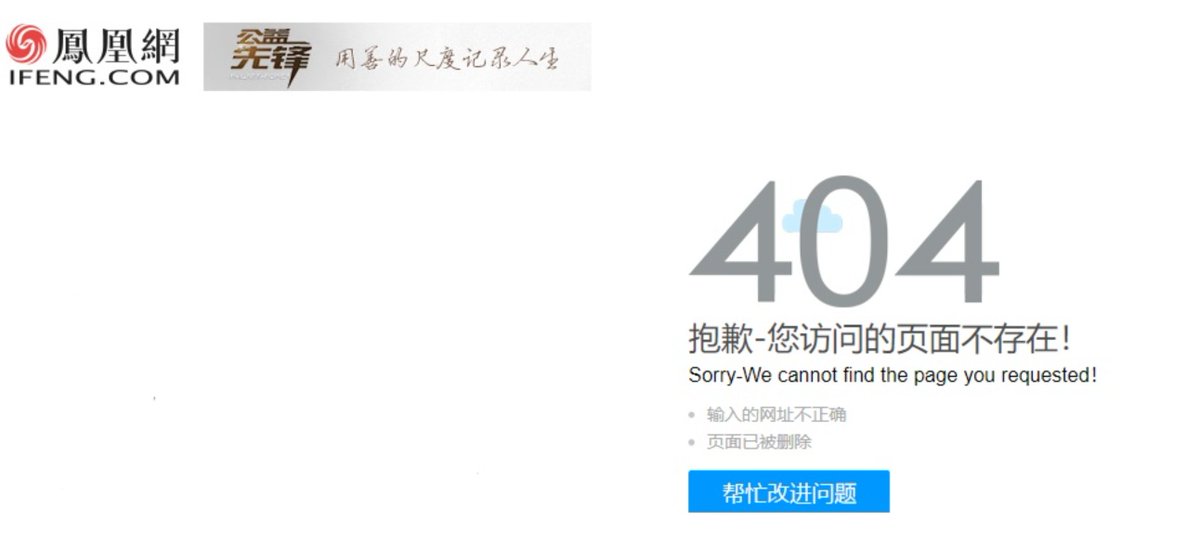 鳳凰網
IFENG.COM
公益
先锋
用善的尺度记录人生
404
抱歉-您访问的页面不存在！
Sorry-We cannot find the page you requested!
输入的网址不正确
页面已被删除
帮忙改进问题